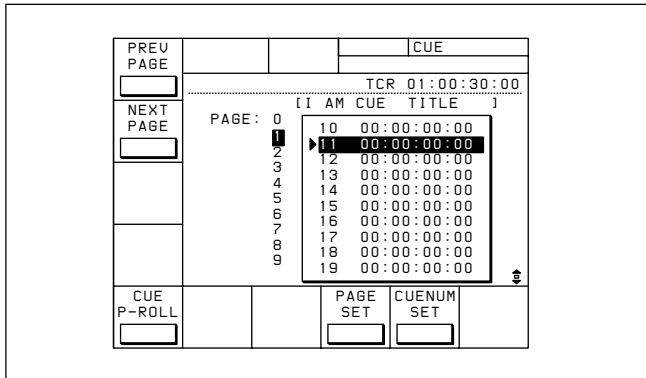 PREV
PAGE
CUE
TCR 01:00:30:00
NEXT
PAGE
[I AM CUE TITLE ]
PAGE: 0
1
2
3
4
5
6
7
8
9
10 00:00:00:00
11 00:00:00:00
12 00:00:00:00
13 00:00:00:00
14 00:00:00:00
15 00:00:00:00
16 00:00:00:00
17 00:00:00:00
18 00:00:00:00
19 00:00:00:00
CUE
P-ROLL
PAGE
SET
CUENUM
SET